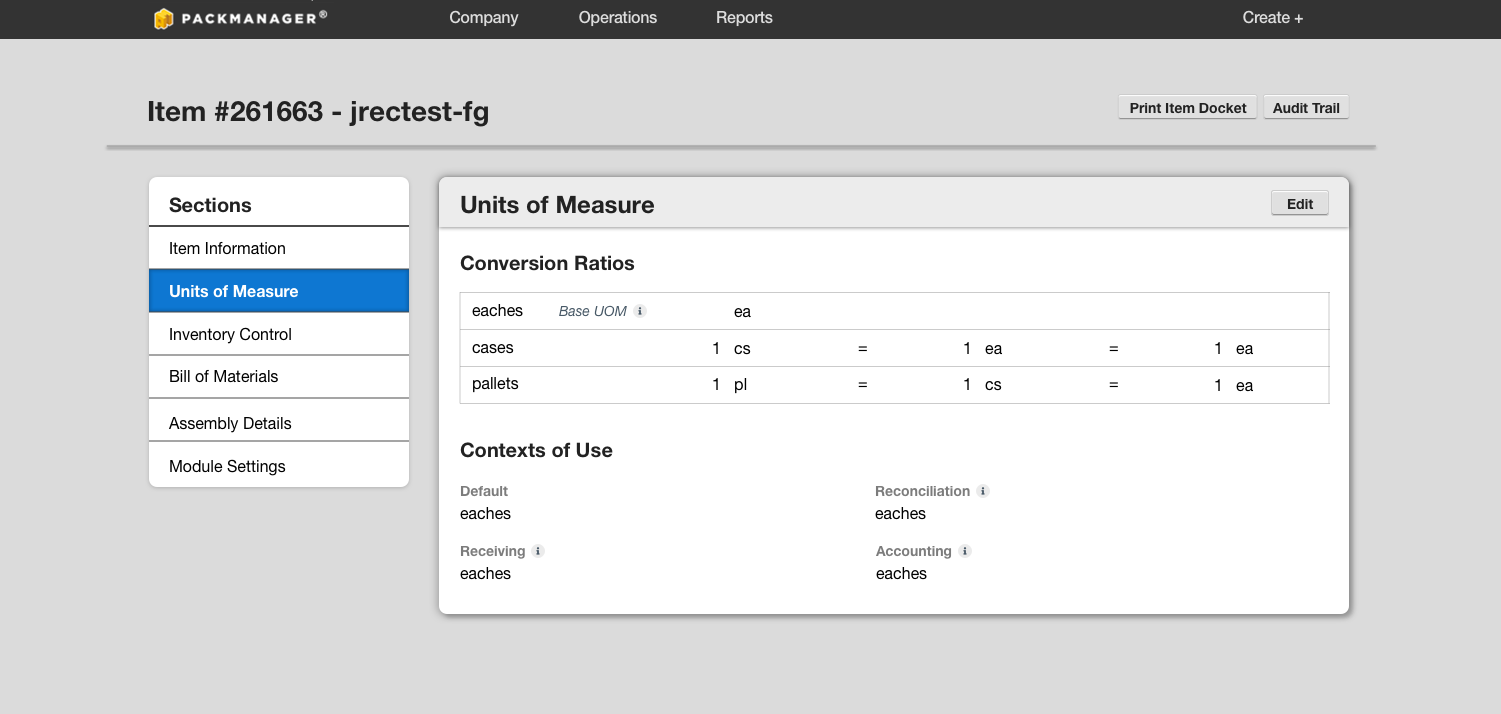 PACKMANAGER®
Company Operations Reports Create +
Item #261663 - jrectest-fg
Print Item Docket Audit Trail
Sections
Item Information
Units of Measure
Inventory Control
Bill of Materials
Assembly Details
Module Settings
Units of Measure
Edit
Conversion Ratios
eaches Base UOM i ea
cases 1 cs = 1 ea = 1 ea
pallets 1 pl = 1 cs = 1 ea
Contexts of Use
Default
eaches
Reconciliation i
eaches
Receiving i
eaches
Accounting i
eaches